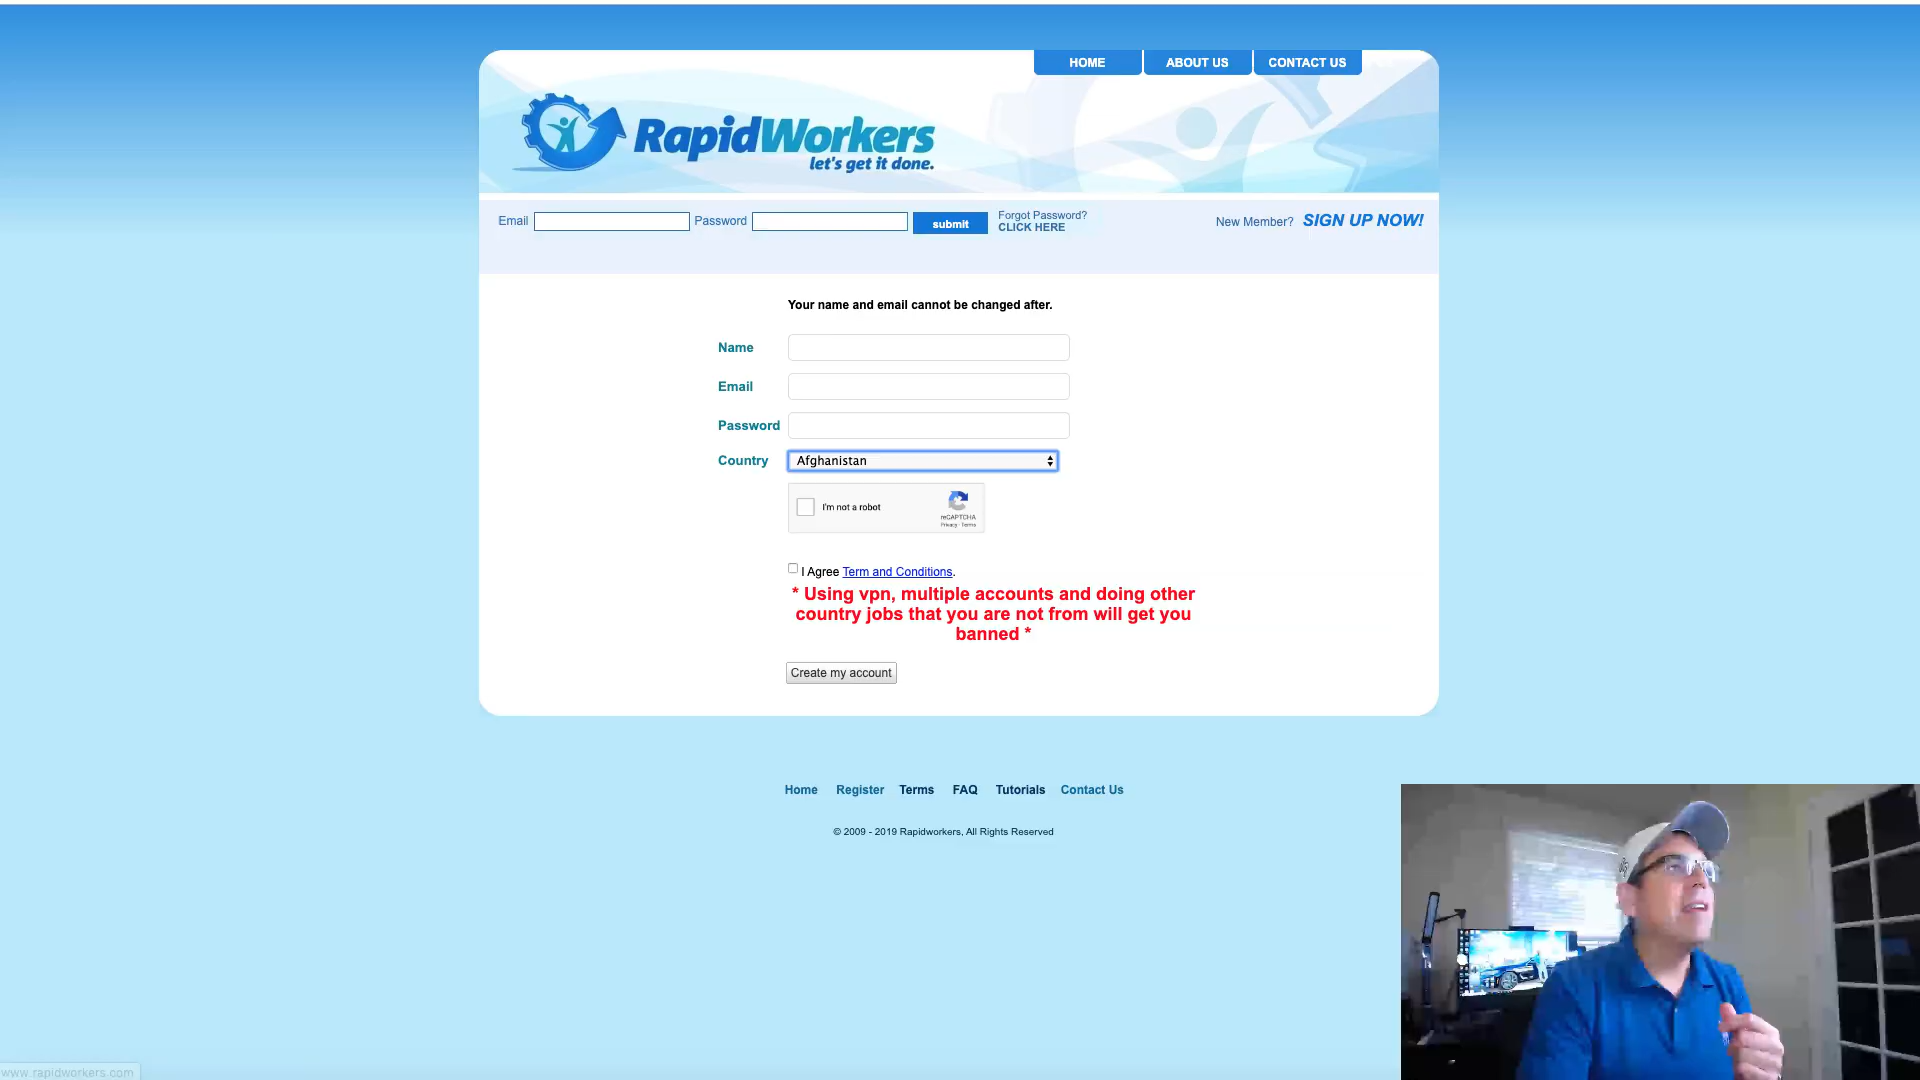 HOME ABOUT US CONTACT US
RapidWorkers
let's get it done.
Email Password submit Forgot Password?
CLICK HERE
New Member? SIGN UP NOW!
Your name and email cannot be changed after.
Name
Email
Password
Country Afghanistan
I'm not a robot
reCAPTCHA
Privacy - Terms
I Agree Term and Conditions.
* Using vpn, multiple accounts and doing other
country jobs that you are not from will get you
banned *
Create my account
Home Register Terms FAQ Tutorials Contact Us
© 2009 - 2019 Rapidworkers, All Rights Reserved
www.rapidworkers.com